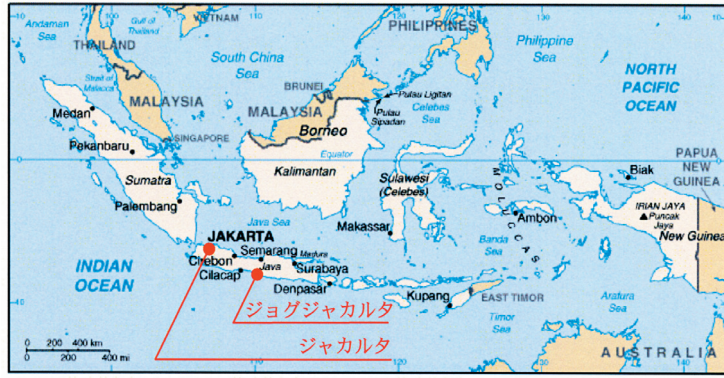 Andaman
Sea
Gulf of
Thailand
VIETNAM
THAILAND
PHILIPPINES
South China
Sea
Philippine
Sea
Strait of
Malacca
MALAYSIA
BRUNEI
MALAYSIA
Pulau Ligitan
Celebes
Sea
Pulau
Sipadan
NORTH
PACIFIC
OCEAN
Medan
SINGAPORE
Borneo
Pekanbaru
Equator
Kalimantan
Sumatra
Sulawesi
(Celebes)
MOLUCCAS
Biak
PAPUA
NEW
GUINEA
Palembang
IRIAN JAYA
Puncak
Jaya
New Guinea
Java Sea
Makassar
Ambon
JAKARTA
Banda
Sea
Cirebon
Semarang
Madura
Java
Surabaya
Cilacap
INDIAN
OCEAN
Denpasar
Kupang
EAST TIMOR
Arafura
Sea
Timor
Sea
ジョグジャカルタ
ジャカルタ
0 200 400 km
0 200 400 mi
110
120
130
AUSTRALIA